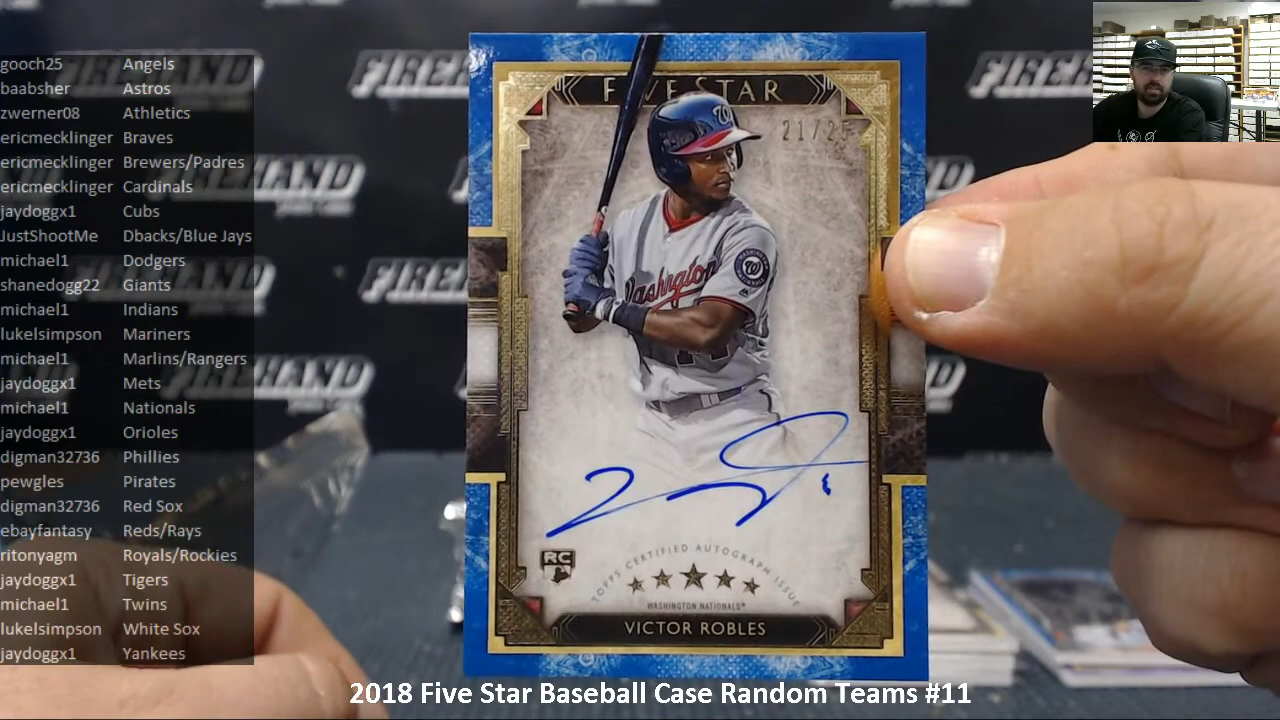 gooch25 Angels
baabsher Astros
zwerner08 Athletics
ericmecklinger Braves
ericmecklinger Brewers/Padres
ericmecklinger Cardinals
jaydoggx1 Cubs
JustShootMe Dbacks/Blue Jays
michael1 Dodgers
shanedogg22 Giants
michael1 Indians
lukelsimpson Mariners
michael1 Marlins/Rangers
jaydoggx1 Mets
michael1 Nationals
jaydoggx1 Orioles
digman32736 Phillies
pewgles Pirates
digman32736 Red Sox
ebayfantasy Reds/Rays
ritonyagm Royals/Rockies
jaydoggx1 Tigers
michael1 Twins
lukelsimpson White Sox
jaydoggx1 Yankees
FIREHAND
FIVE STAR
21/25
W
Washington
W
RC
TOPPS CERTIFIED AUTOGRAPH ISSUE
WASHINGTON NATIONALS®
VICTOR ROBLES
2018 Five Star Baseball Case Random Teams #11